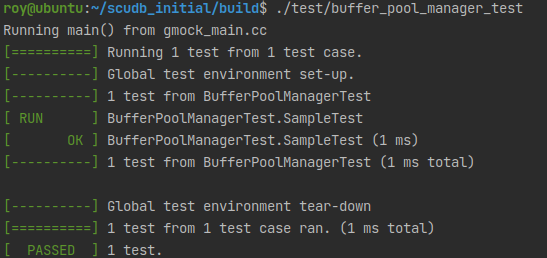 roy@ubuntu:~/scudb_initial/build$ ./test/buffer_pool_manager_test
Running main() from gmock_main.cc
[==========] Running 1 test from 1 test case.
[----------] Global test environment set-up.
[----------] 1 test from BufferPoolManagerTest
[ RUN      ] BufferPoolManagerTest.SampleTest
[       OK ] BufferPoolManagerTest.SampleTest (1 ms)
[----------] 1 test from BufferPoolManagerTest (1 ms total)

[----------] Global test environment tear-down
[==========] 1 test from 1 test case ran. (1 ms total)
[  PASSED  ] 1 test.